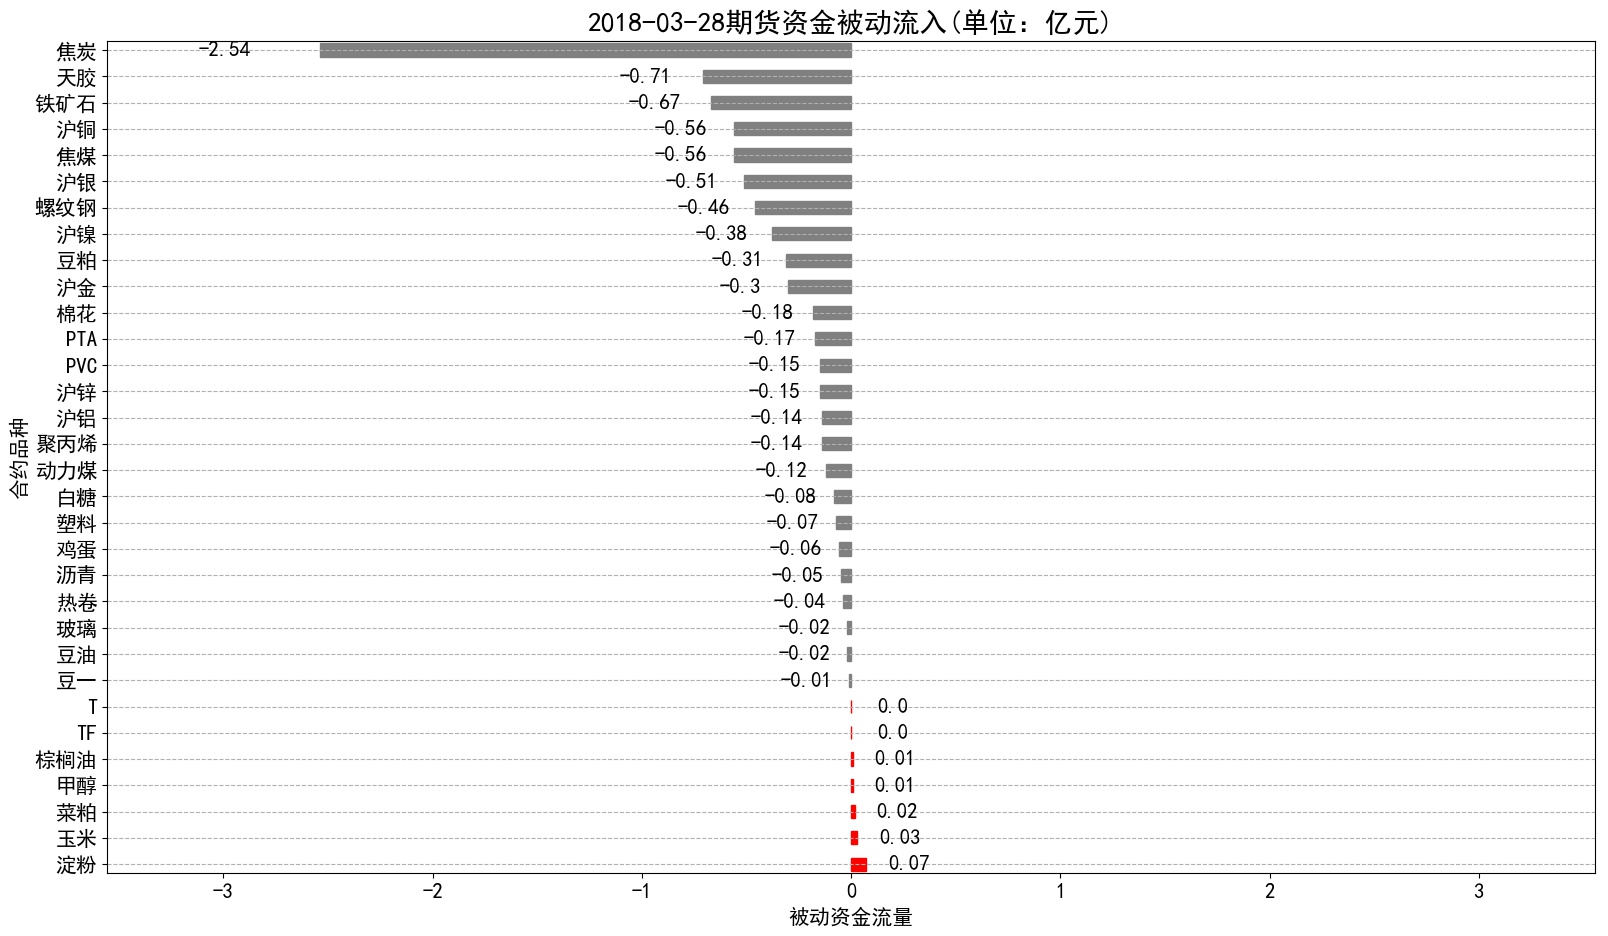 2018-03-28期货资金被动流入(单位：亿元)
焦炭 -2.54
天胶 -0.71
铁矿石 -0.67
沪铜 -0.56
焦煤 -0.56
沪银 -0.51
螺纹钢 -0.46
沪镍 -0.38
豆粕 -0.31
沪金 -0.3
棉花 -0.18
PTA -0.17
PVC -0.15
沪锌 -0.15
沪铝 -0.14
聚丙烯 -0.14
动力煤 -0.12
白糖 -0.08
塑料 -0.07
鸡蛋 -0.06
沥青 -0.05
热卷 -0.04
玻璃 -0.02
豆油 -0.02
豆一 -0.01
T 0.0
TF 0.0
棕榈油 0.01
甲醇 0.01
菜粕 0.02
玉米 0.03
淀粉 0.07
合约品种
-3 -2 -1 0 1 2 3
被动资金流量